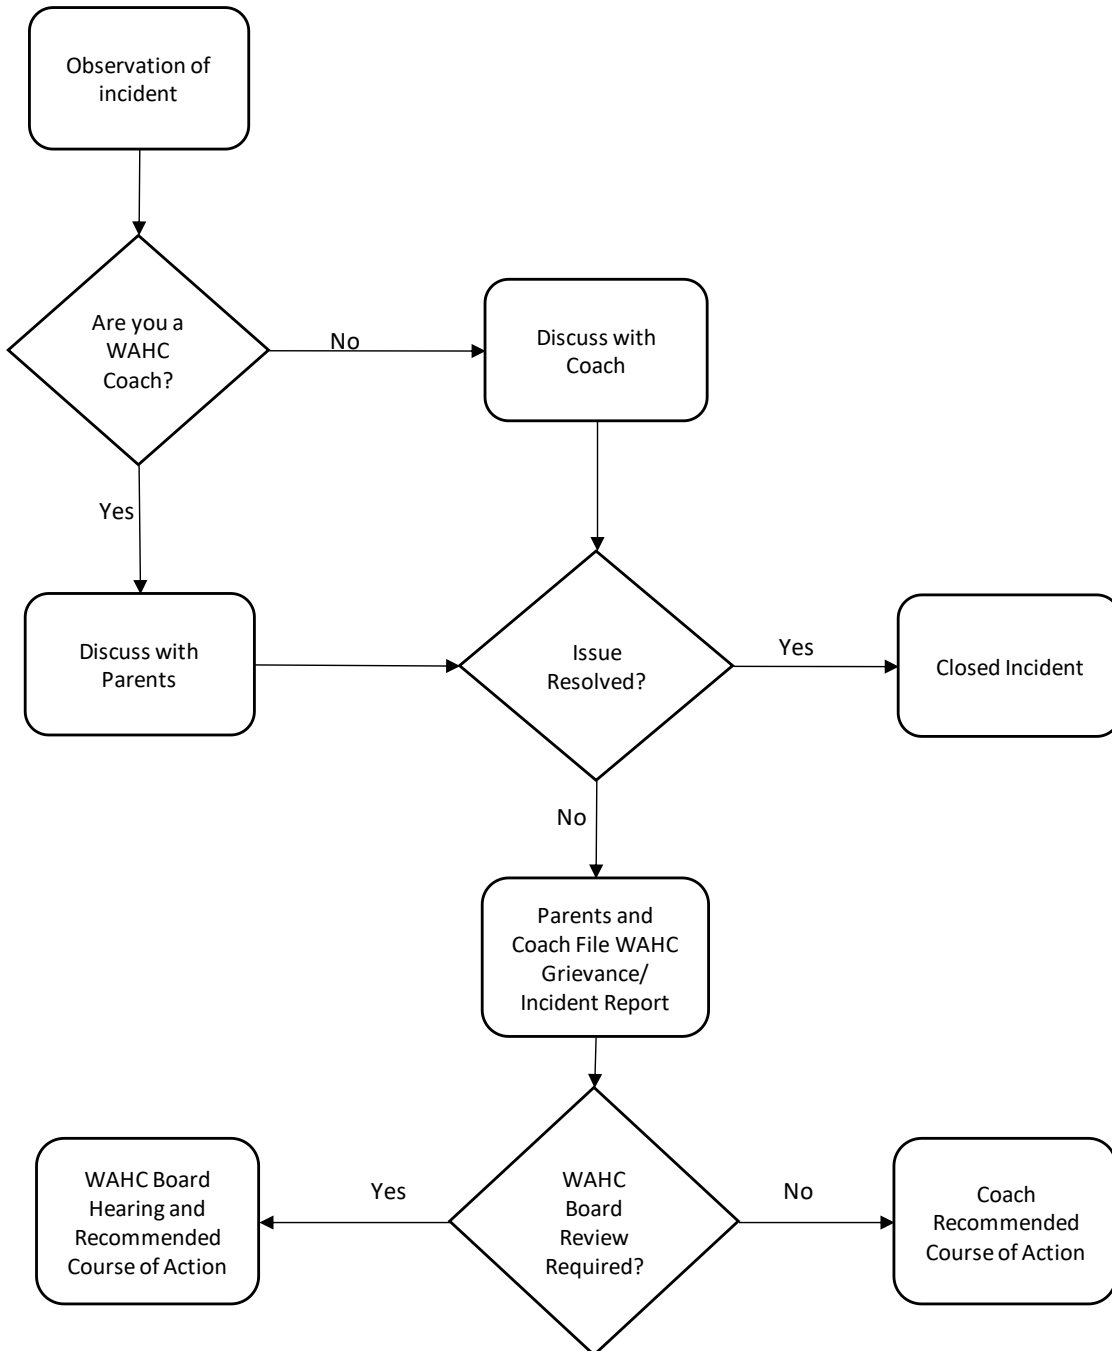 Observation of
incident
Are you a
WAHC
Coach?
No
Discuss with
Coach
Yes
Discuss with
Parents
Issue
Resolved?
Yes
Closed Incident
No
Parents and
Coach File WAHC
Grievance/
Incident Report
WAHC Board
Hearing and
Recommended
Course of Action
Yes
WAHC
Board
Review
Required?
No
Coach
Recommended
Course of Action